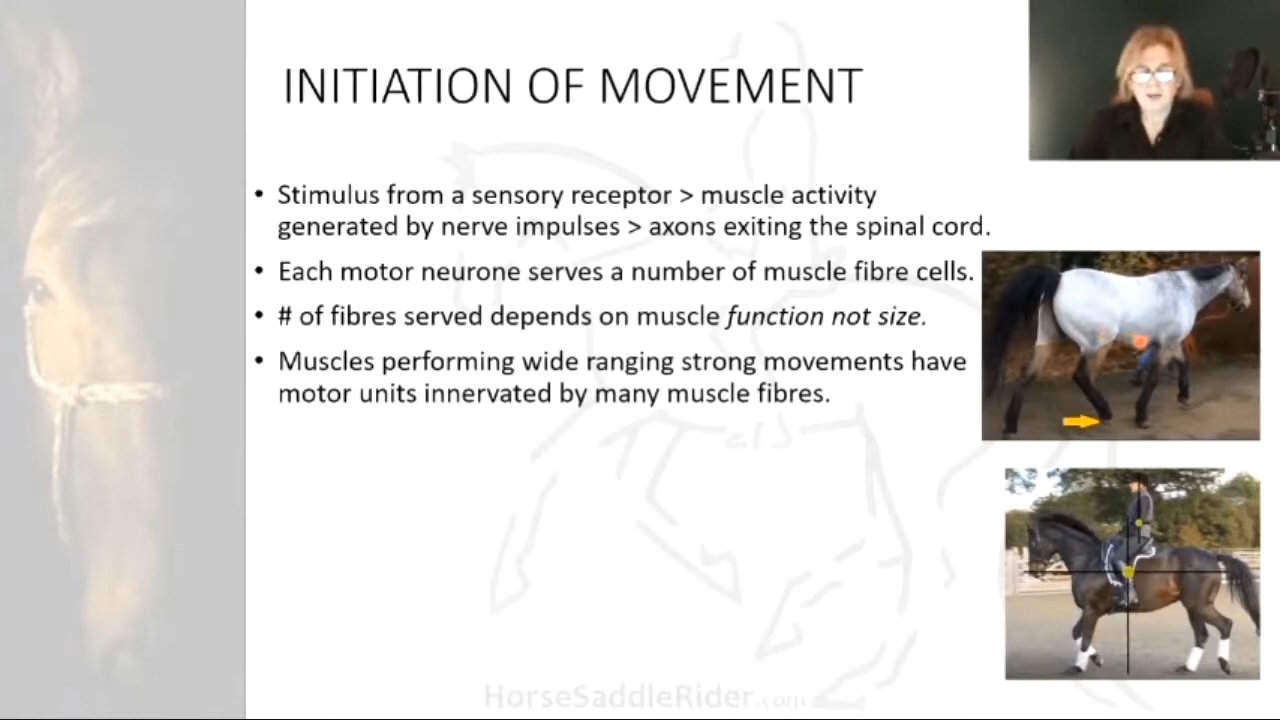 INITIATION OF MOVEMENT
• Stimulus from a sensory receptor > muscle activity
generated by nerve impulses > axons exiting the spinal cord.
• Each motor neurone serves a number of muscle fibre cells.
• # of fibres served depends on muscle function not size.
• Muscles performing wide ranging strong movements have
motor units innervated by many muscle fibres.
HorseSaddleRider.com